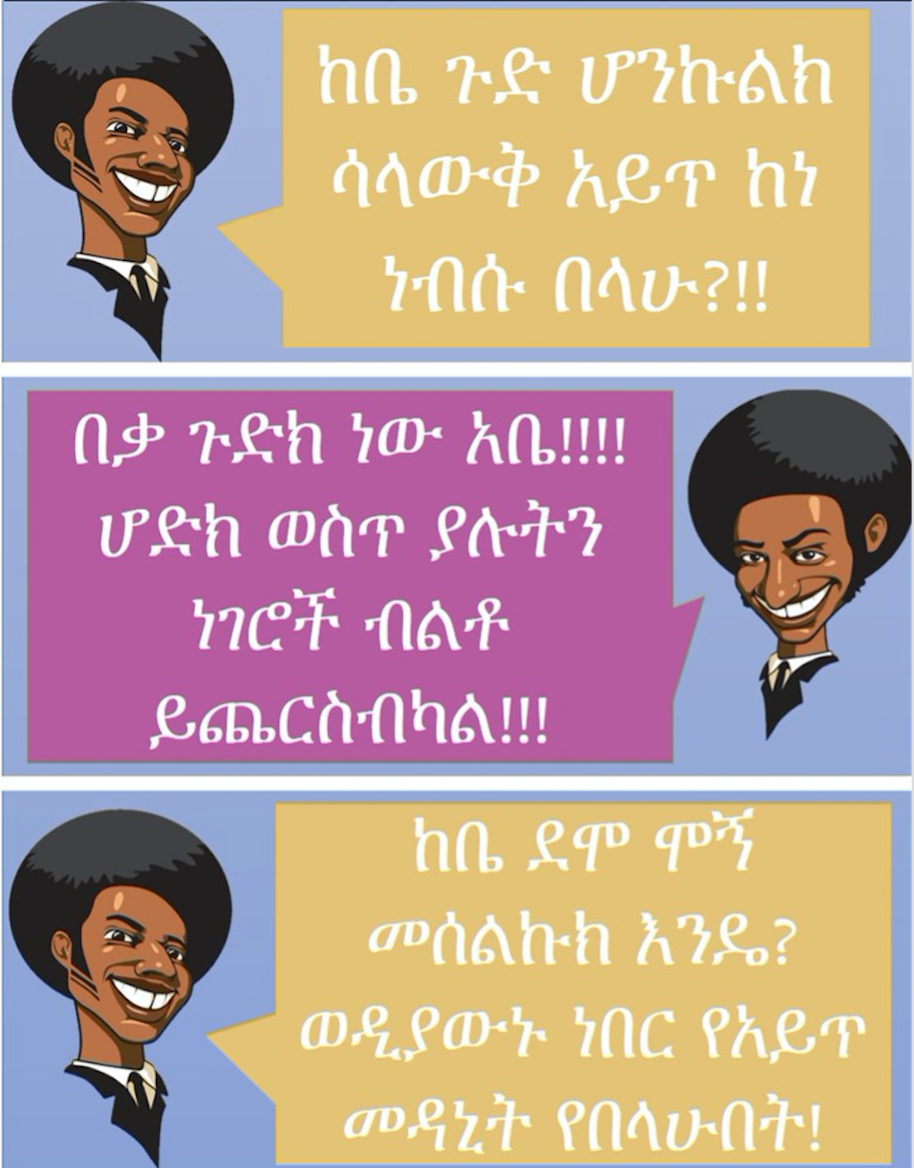 ከቤ ጉድ ሆንኩልክ
ሳላውቅ አይጥ ከነ
ነብሱ በላሁ?!!
በቃ ጉድክ ነው አቤ!!!!
ሆድክ ወስጥ ያሉትን
ነገሮች ብልቶ
ይጨርስብካል!!!
ከቤ ደሞ ሞኝ
መሰልኩክ እንዴ?
ወዲያውኑ ነበር የአይጥ
መዳኒት የበላሁበት!